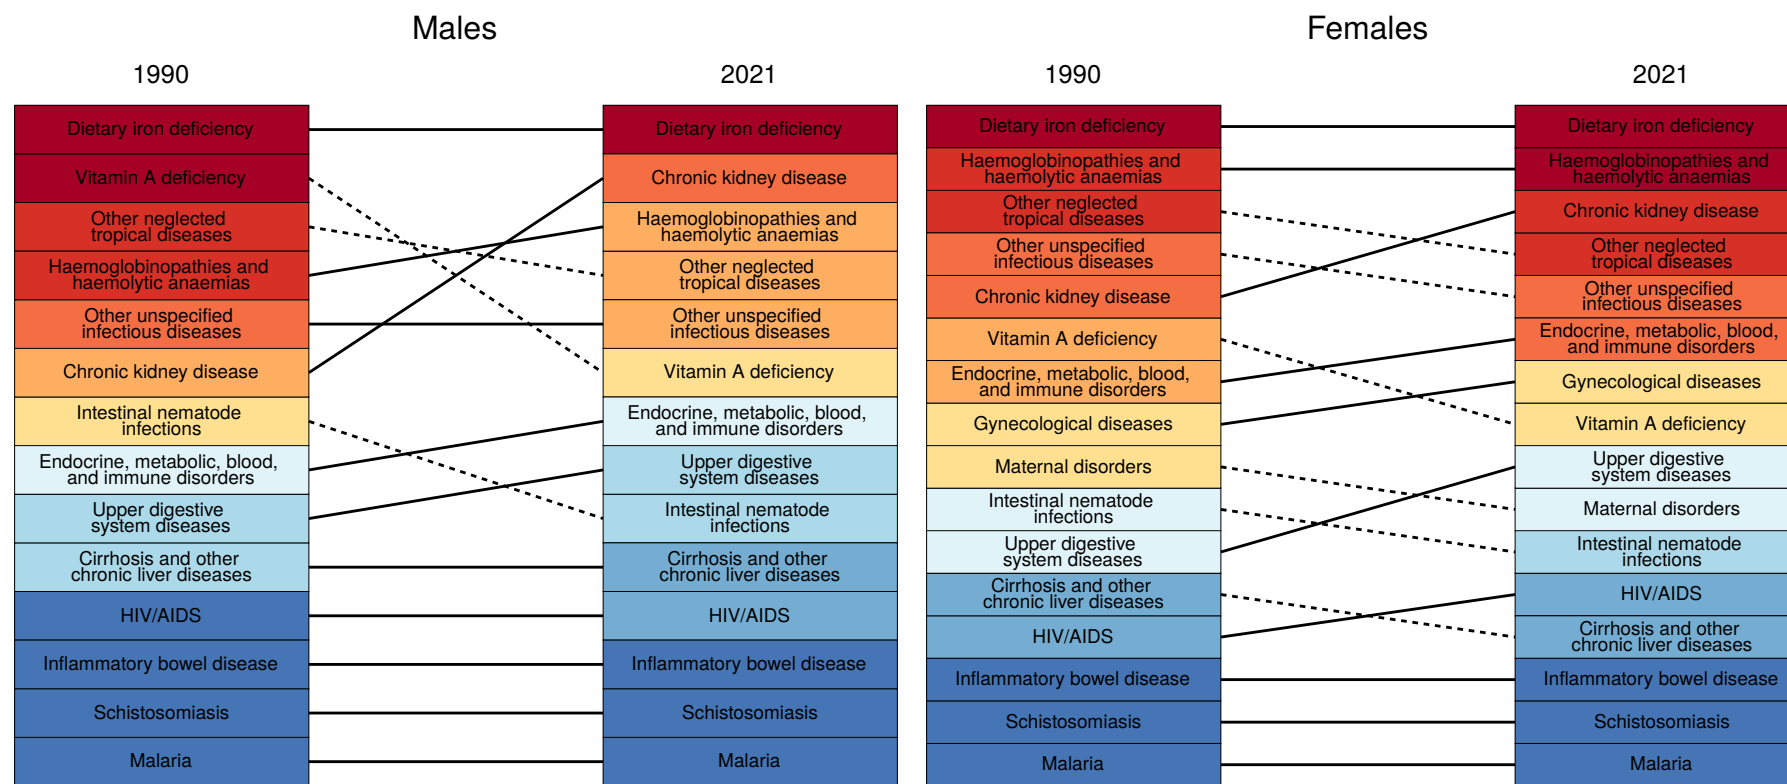 Males
1990
2021
Dietary iron deficiency
Vitamin A deficiency
Other neglected
tropical diseases
Haemoglobinopathies and
haemolytic anaemias
Other unspecified
infectious diseases
Chronic kidney disease
Intestinal nematode
infections
Endocrine, metabolic, blood,
and immune disorders
Upper digestive
system diseases
Cirrhosis and other
chronic liver diseases
HIV/AIDS
Inflammatory bowel disease
Schistosomiasis
Malaria
Dietary iron deficiency
Chronic kidney disease
Haemoglobinopathies and
haemolytic anaemias
Other neglected
tropical diseases
Other unspecified
infectious diseases
Vitamin A deficiency
Endocrine, metabolic, blood,
and immune disorders
Upper digestive
system diseases
Intestinal nematode
infections
Cirrhosis and other
chronic liver diseases
HIV/AIDS
Inflammatory bowel disease
Schistosomiasis
Malaria
Females
1990
2021
Dietary iron deficiency
Haemoglobinopathies and
haemolytic anaemias
Other neglected
tropical diseases
Other unspecified
infectious diseases
Chronic kidney disease
Vitamin A deficiency
Endocrine, metabolic, blood,
and immune disorders
Gynecological diseases
Maternal disorders
Intestinal nematode
infections
Upper digestive
system diseases
Cirrhosis and other
chronic liver diseases
HIV/AIDS
Inflammatory bowel disease
Schistosomiasis
Malaria
Dietary iron deficiency
Haemoglobinopathies and
haemolytic anaemias
Chronic kidney disease
Other neglected
tropical diseases
Other unspecified
infectious diseases
Endocrine, metabolic, blood,
and immune disorders
Gynecological diseases
Vitamin A deficiency
Upper digestive
system diseases
Maternal disorders
Intestinal nematode
infections
HIV/AIDS
Cirrhosis and other
chronic liver diseases
Inflammatory bowel disease
Schistosomiasis
Malaria